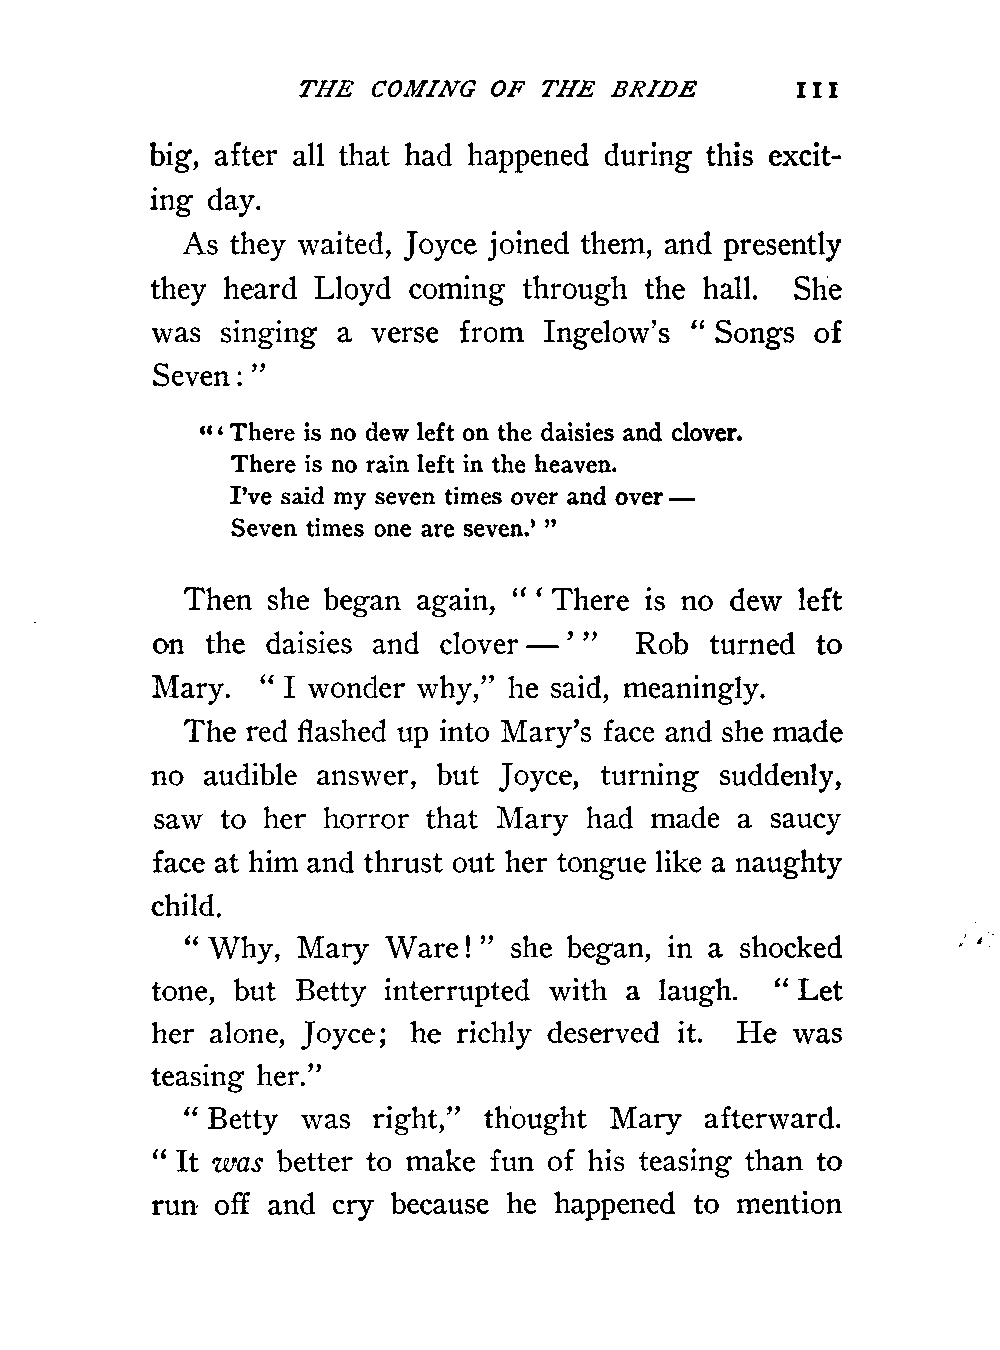 THE COMING OF THE BRIDE 111
big, after all that had happened during this excit-
ing day.
As they waited, Joyce joined them, and presently
they heard Lloyd coming through the hall. She
was singing a verse from Ingelow's “ Songs of
Seven : ”
“ ‘ There is no dew left on the daisies and clover.
There is no rain left in the heaven.
I've said my seven times over and over —
Seven times one are seven.’ ”
Then she began again, “ ‘ There is no dew left
on the daisies and clover — ’ ” Rob turned to
Mary. “ I wonder why,” he said, meaningly.
The red flashed up into Mary's face and she made
no audible answer, but Joyce, turning suddenly,
saw to her horror that Mary had made a saucy
face at him and thrust out her tongue like a naughty
child.
“ Why, Mary Ware! ” she began, in a shocked
tone, but Betty interrupted with a laugh. “ Let
her alone, Joyce; he richly deserved it. He was
teasing her.”
“ Betty was right,” thought Mary afterward.
“ It was better to make fun of his teasing than to
run off and cry because he happened to mention